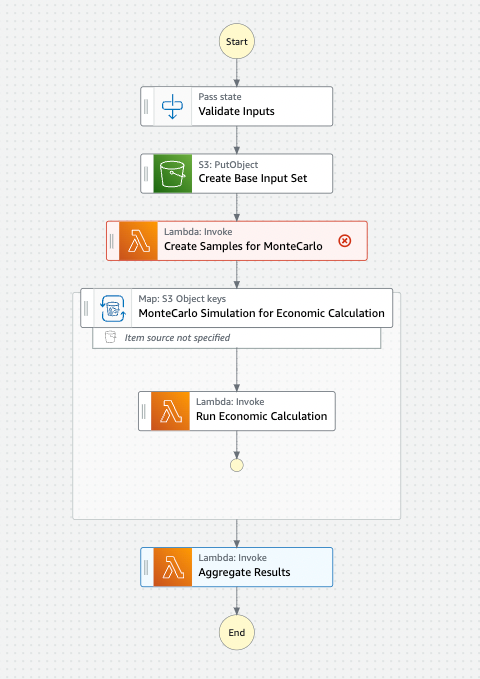 Start
Pass state
Validate Inputs
S3: PutObject
Create Base Input Set
Lambda: Invoke
Create Samples for MonteCarlo
Map: S3 Object keys
MonteCarlo Simulation for Economic Calculation
Item source not specified
Lambda: Invoke
Run Economic Calculation
Lambda: Invoke
Aggregate Results
End